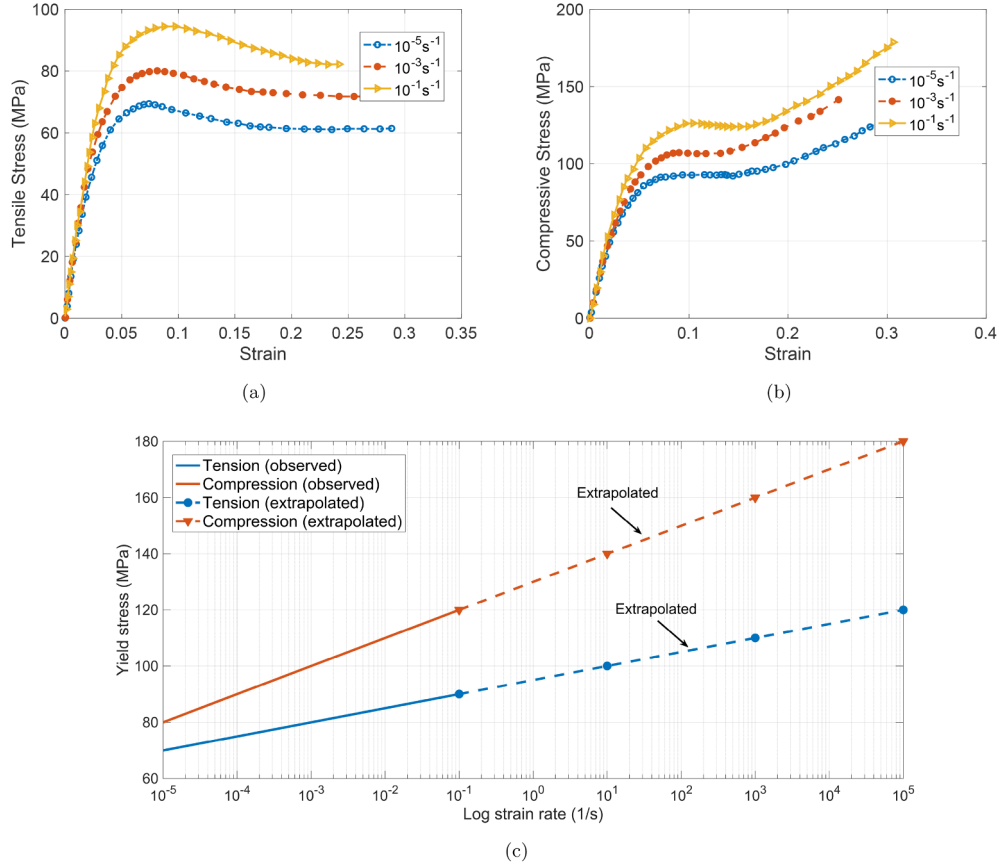 100
80
60
40
20
0
Tensile Stress (MPa)
0
0.05
0.1
0.15
0.2
0.25
0.3
0.35
Strain
10-5s-1
10-3s-1
10-1s-1
(a)
200
150
100
50
0
Compressive Stress (MPa)
0
0.1
0.2
0.3
0.4
Strain
10-5s-1
10-3s-1
10-1s-1
(b)
180
160
140
120
100
80
60
Yield stress (MPa)
Tension (observed)
Compression (observed)
Tension (extrapolated)
Compression (extrapolated)
Extrapolated
Extrapolated
10-5
10-4
10-3
10-2
10-1
100
101
102
103
104
105
Log strain rate (1/s)
(c)